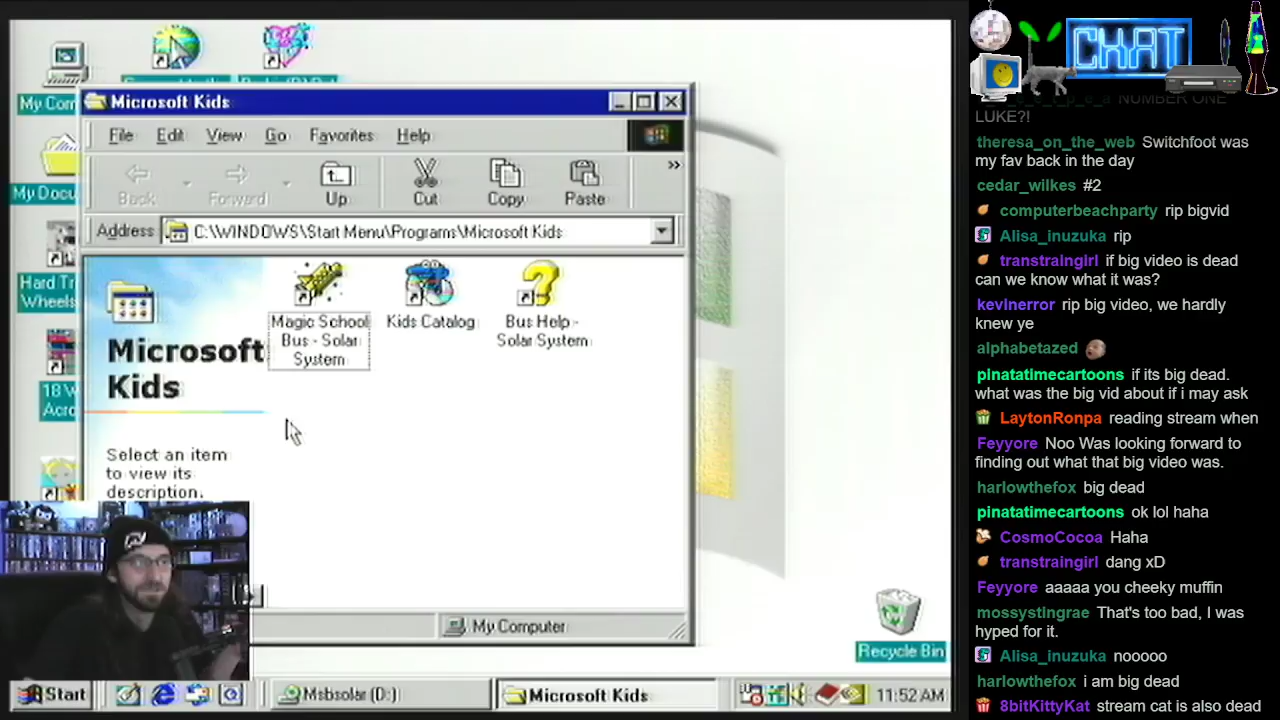 My Com
Microsoft Kids
File Edit View Go Favorites Help
Back Forward Up Cut Copy Paste
Address C:\WINDOWS\Start Menu\Programs\Microsoft Kids
My Docu
Hard Tr
Wheels
18 W
Acro
Microsoft
Kids
Select an item
to view its
description.
Magic School
Bus - Solar
System
Kids Catalog
Bus Help -
Solar System
My Computer
Recycle Bin
Start
Msbsolar (D:)
Microsoft Kids
11:52 AM
CHAT
NUMBER ONE
LUKE?!
theresa_on_the_web Switchfoot was
my fav back in the day
cedar_wilkes #2
computerbeachparty rip bigvid
Alisa_inuzuka rip
transtraingirl if big video is dead
can we know what it was?
kevlnerror rip big video, we hardly
knew ye
alphabetazed
pinatatimecartoons if its big dead.
what was the big vid about if i may ask
LaytonRonpa reading stream when
Feyyore Noo Was looking forward to
finding out what that big video was.
harlowthefox big dead
pinatatimecartoons ok lol haha
CosmoCocoa Haha
transtraingirl dang xD
Feyyore aaaaa you cheeky muffin
mossystingrae That's too bad, I was
hyped for it.
Alisa_inuzuka nooooo
harlowthefox i am big dead
8bitKittyKat stream cat is also dead